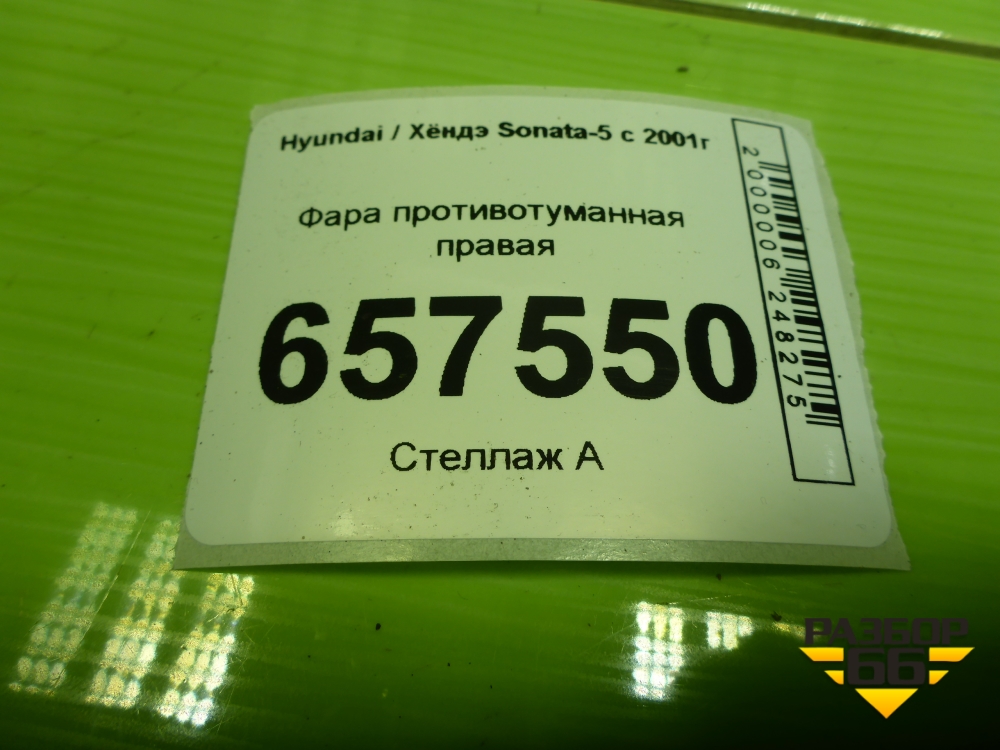 Hyundai / Хёндэ Sonata-5 с 2001г
Фара противотуманная
правая
657550
Стеллаж А
2000006248275
РАЗБОР
66